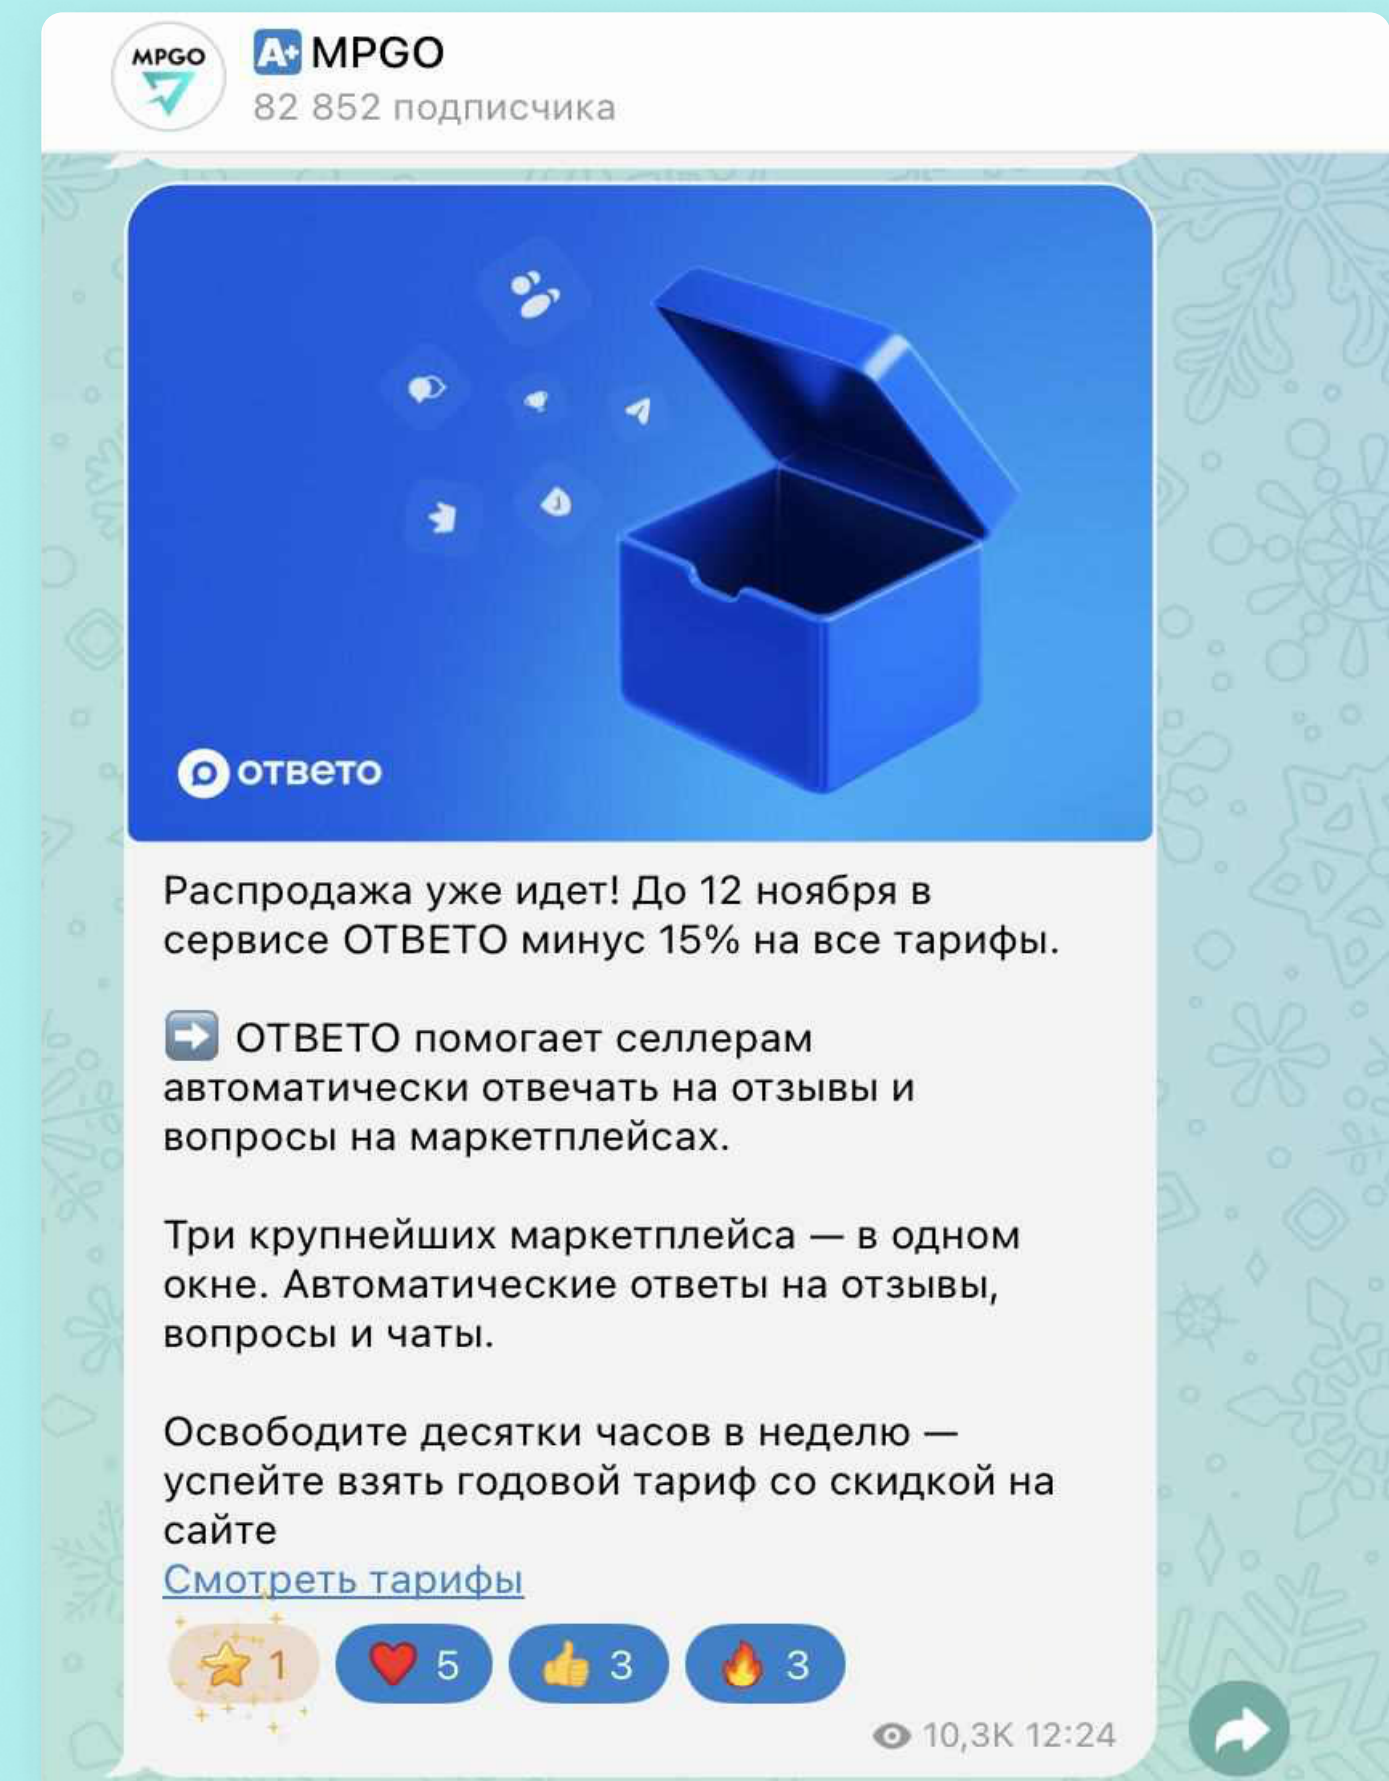 MPGO
A+ MPGO
82 852 подписчика
ОТВЕТО
Распродажа уже идет! До 12 ноября в
сервисе ОТВЕТО минус 15% на все тарифы.
➡️ ОТВЕТО помогает селлерам
автоматически отвечать на отзывы и
вопросы на маркетплейсах.
Три крупнейших маркетплейса — в одном
окне. Автоматические ответы на отзывы,
вопросы и чаты.
Освободите десятки часов в неделю —
успейте взять годовой тариф со скидкой на
сайте
Смотреть тарифы
⭐ 1 ❤️ 5 👍 3 🔥 3
10,3K 12:24